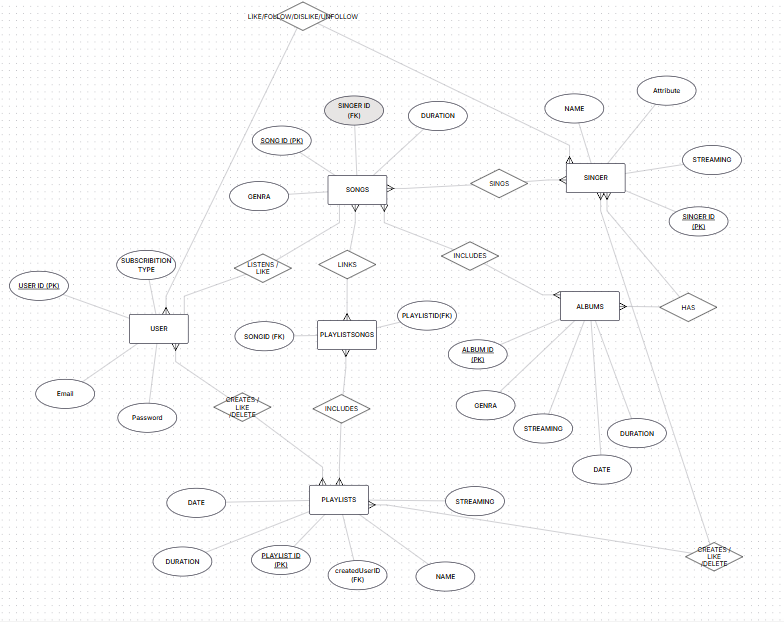 LIKE/FOLLOW/DISLIKE/UNFOLLOW
SINGER ID
(FK)
DURATION
NAME
Attribute
SONG ID (PK)
STREAMING
SONGS
SINGS
SINGER
GENRA
SINGER ID
(PK)
SUBSCRIBITION
TYPE
LISTENS /
LIKE
LINKS
INCLUDES
USER ID (PK)
ALBUMS
HAS
USER
SONGID (FK)
PLAYLISTSONGS
PLAYLISTID(FK)
ALBUM ID
(PK)
Email
Password
CREATES /
LIKE
/DELETE
INCLUDES
GENRA
STREAMING
DURATION
DATE
DATE
PLAYLISTS
STREAMING
DURATION
PLAYLIST ID
(PK)
createdUserID
(FK)
NAME
CREATES /
LIKE
/DELETE